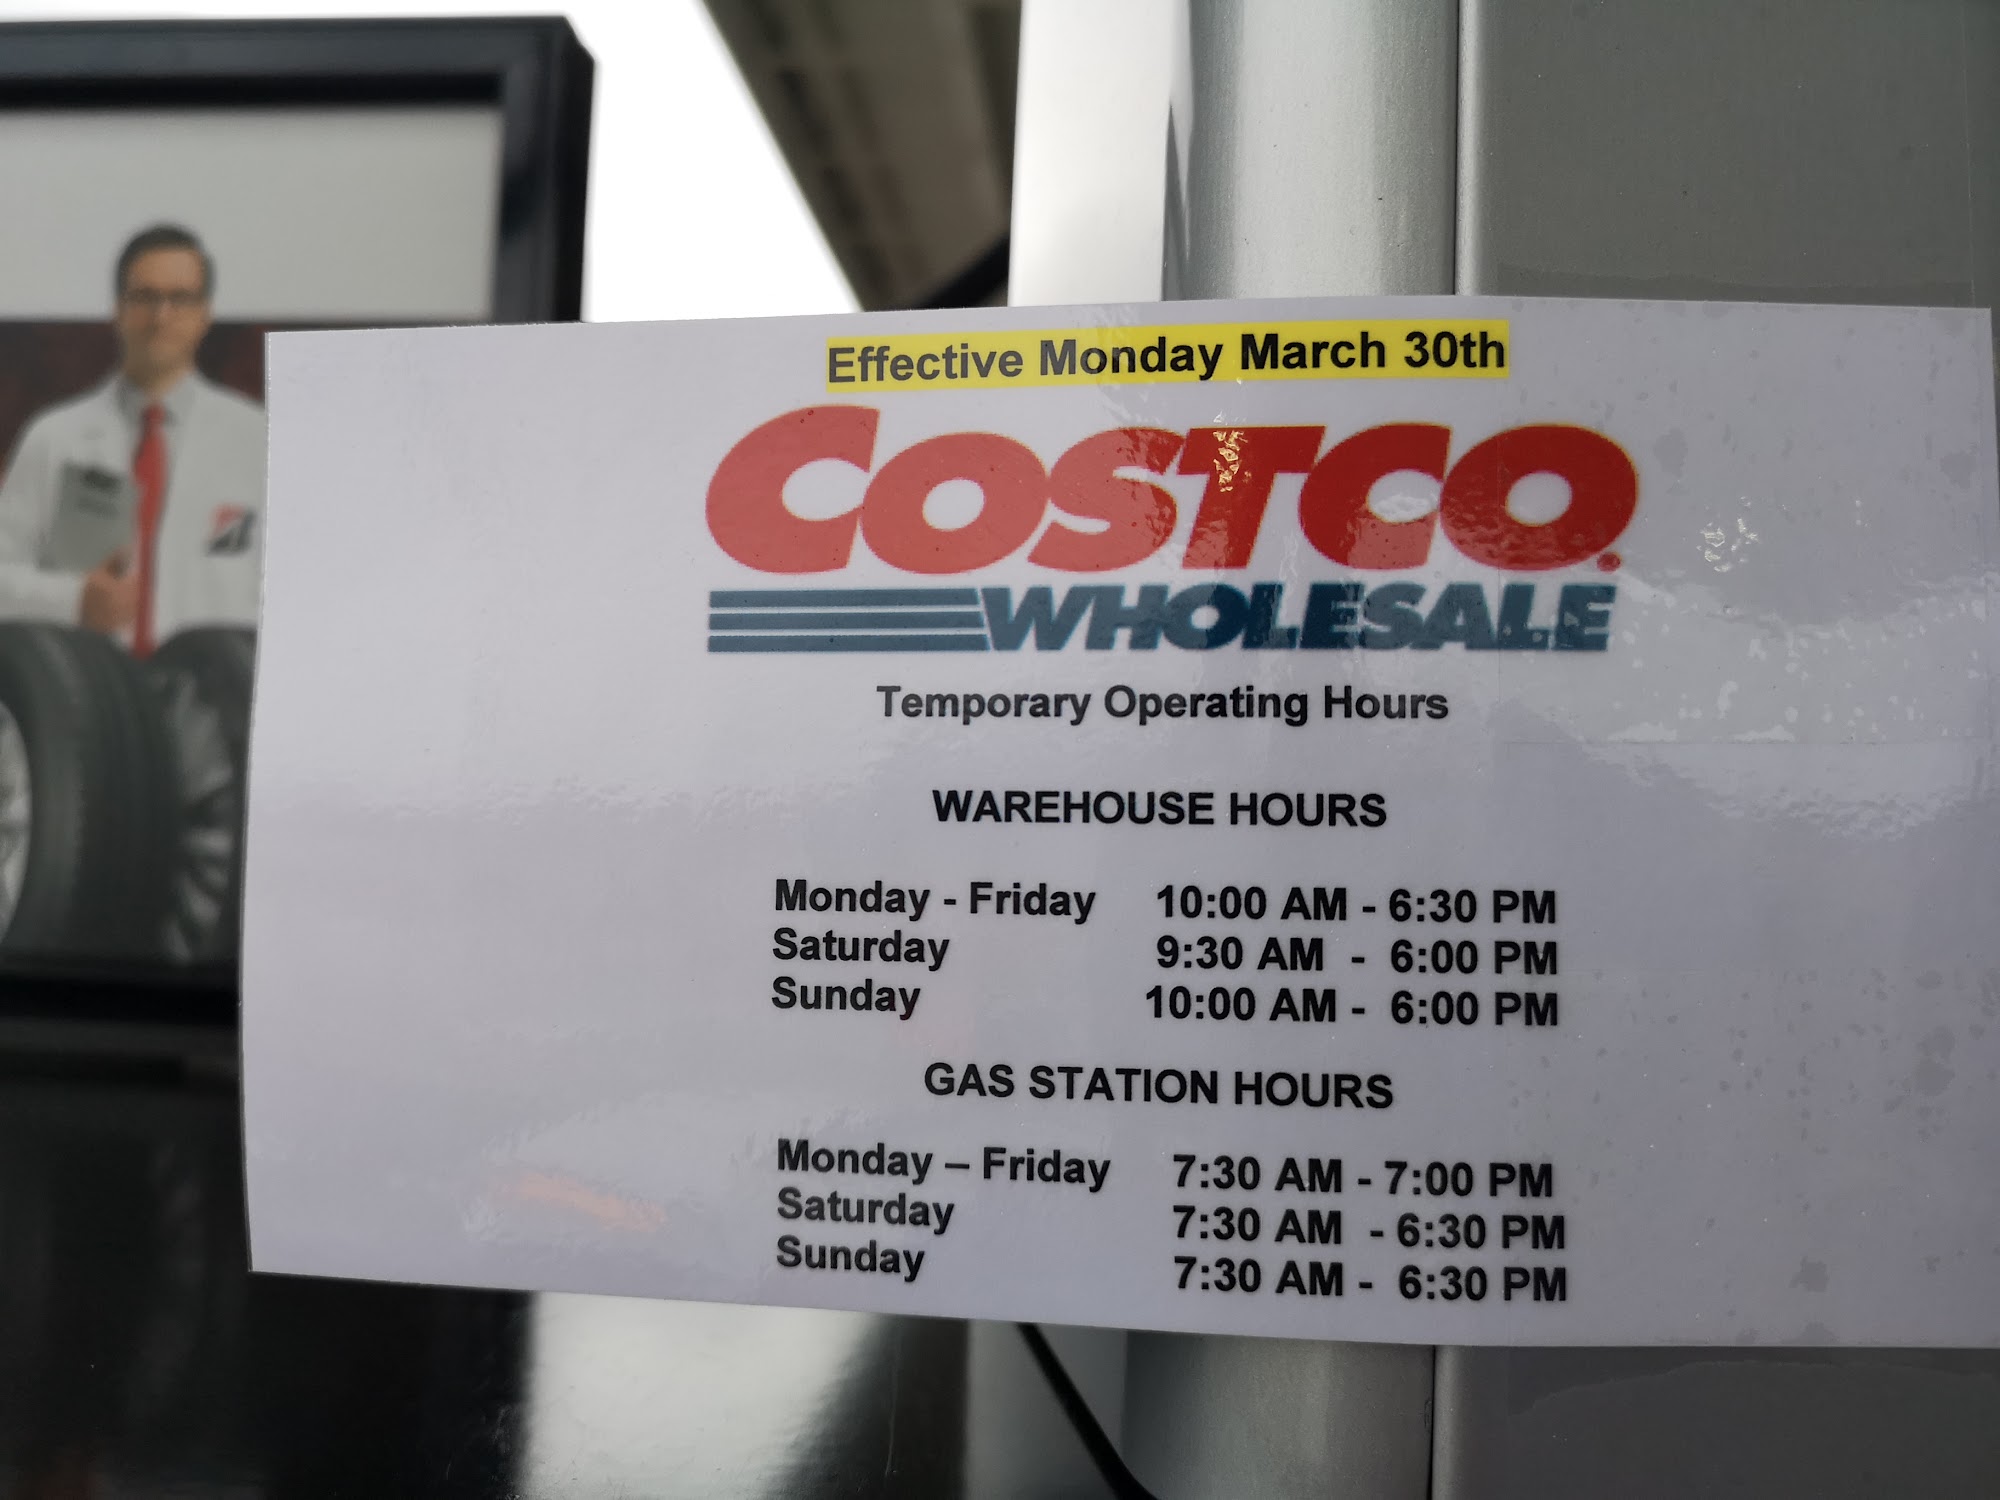 Effective Monday March 30th
COSTCO
WHOLESALE
Temporary Operating Hours
WAREHOUSE HOURS
Monday - Friday 10:00 AM - 6:30 PM
Saturday 9:30 AM - 6:00 PM
Sunday 10:00 AM - 6:00 PM
GAS STATION HOURS
Monday – Friday 7:30 AM - 7:00 PM
Saturday 7:30 AM - 6:30 PM
Sunday 7:30 AM - 6:30 PM